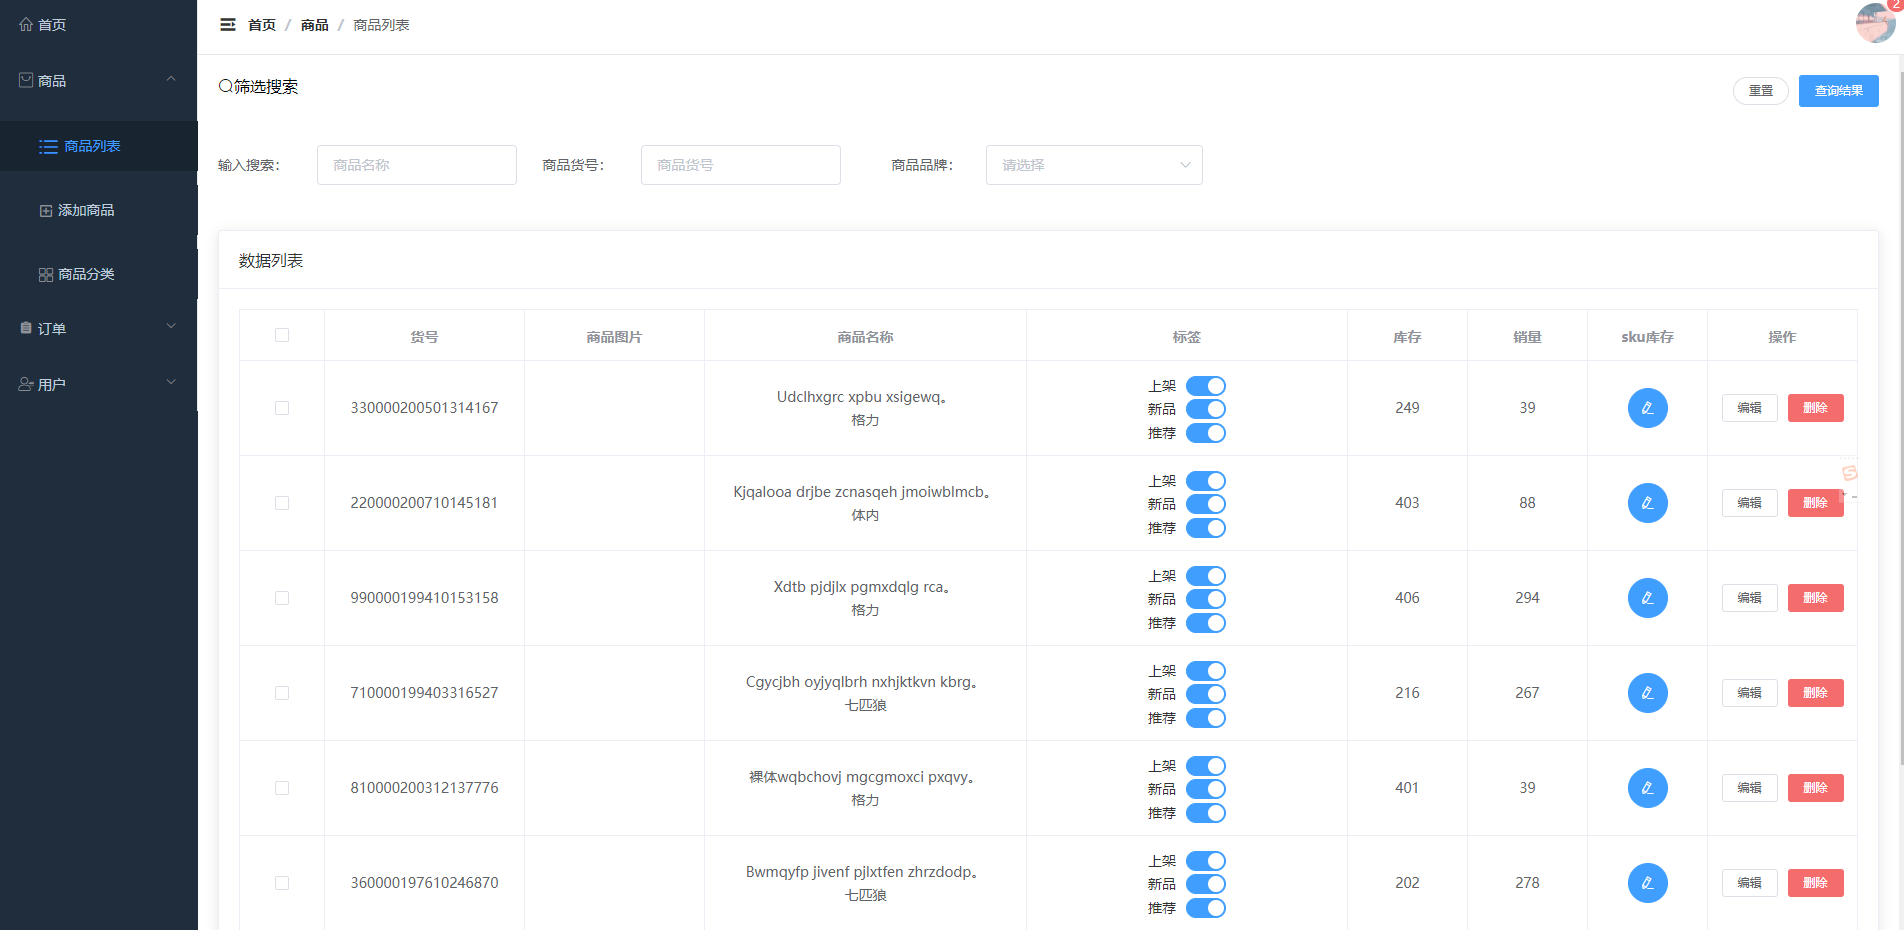 首页
商品
商品列表
添加商品
商品分类
订单
用户
首页 / 商品 / 商品列表
2
筛选搜索
重置
查询结果
输入搜索：
商品名称
商品货号：
商品货号
商品品牌：
请选择
数据列表
货号 商品图片 商品名称 标签 库存 销量 sku库存 操作
330000200501314167
Udclhxgrc xpbu xsigewq。
格力
上架
新品
推荐
249
39
编辑
删除
220000200710145181
Kjqalooa drjbe zcnasqeh jmoiwblmcb。
体内
上架
新品
推荐
403
88
编辑
删除
990000199410153158
Xdtb pjdjlx pgmxdqlg rca。
格力
上架
新品
推荐
406
294
编辑
删除
710000199403316527
Cgycjbh oyjyqlbrh nxhjktkvn kbrg。
七匹狼
上架
新品
推荐
216
267
编辑
删除
810000200312137776
裸体wqbchovj mgcgmoxci pxqvy。
格力
上架
新品
推荐
401
39
编辑
删除
360000197610246870
Bwmqyfp jivenf pjlxtfen zhrzdodp。
七匹狼
上架
新品
推荐
202
278
编辑
删除